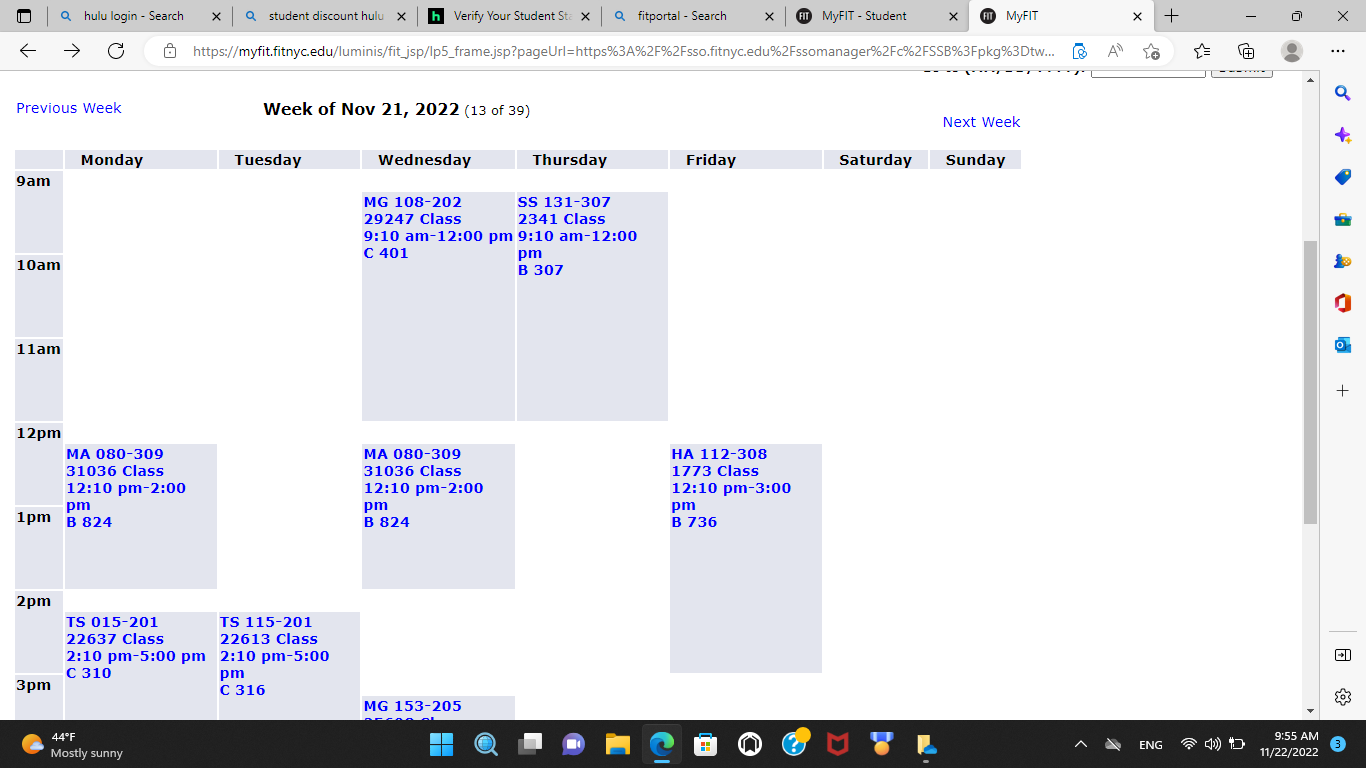 hulu login - Search
student discount hulu
Verify Your Student Sta
fitportal - Search
MyFIT - Student
MyFIT
https://myfit.fitnyc.edu/luminis/fit_jsp/lp5_frame.jsp?pageUrl=https%3A%2F%2Fsso.fitnyc.edu%2Fssomanager%2Fc%2FSSB%3Fpkg%3Dtw...
Previous Week
Week of Nov 21, 2022 (13 of 39)
Next Week
Monday Tuesday Wednesday Thursday Friday Saturday Sunday
9am
MG 108-202
29247 Class
9:10 am-12:00 pm
C 401
SS 131-307
2341 Class
9:10 am-12:00
pm
B 307
10am
11am
12pm
MA 080-309
31036 Class
12:10 pm-2:00
pm
B 824
MA 080-309
31036 Class
12:10 pm-2:00
pm
B 824
HA 112-308
1773 Class
12:10 pm-3:00
pm
B 736
1pm
2pm
TS 015-201
22637 Class
2:10 pm-5:00 pm
C 310
TS 115-201
22613 Class
2:10 pm-5:00
pm
C 316
3pm
MG 153-205
44°F
Mostly sunny
ENG
9:55 AM
11/22/2022
3